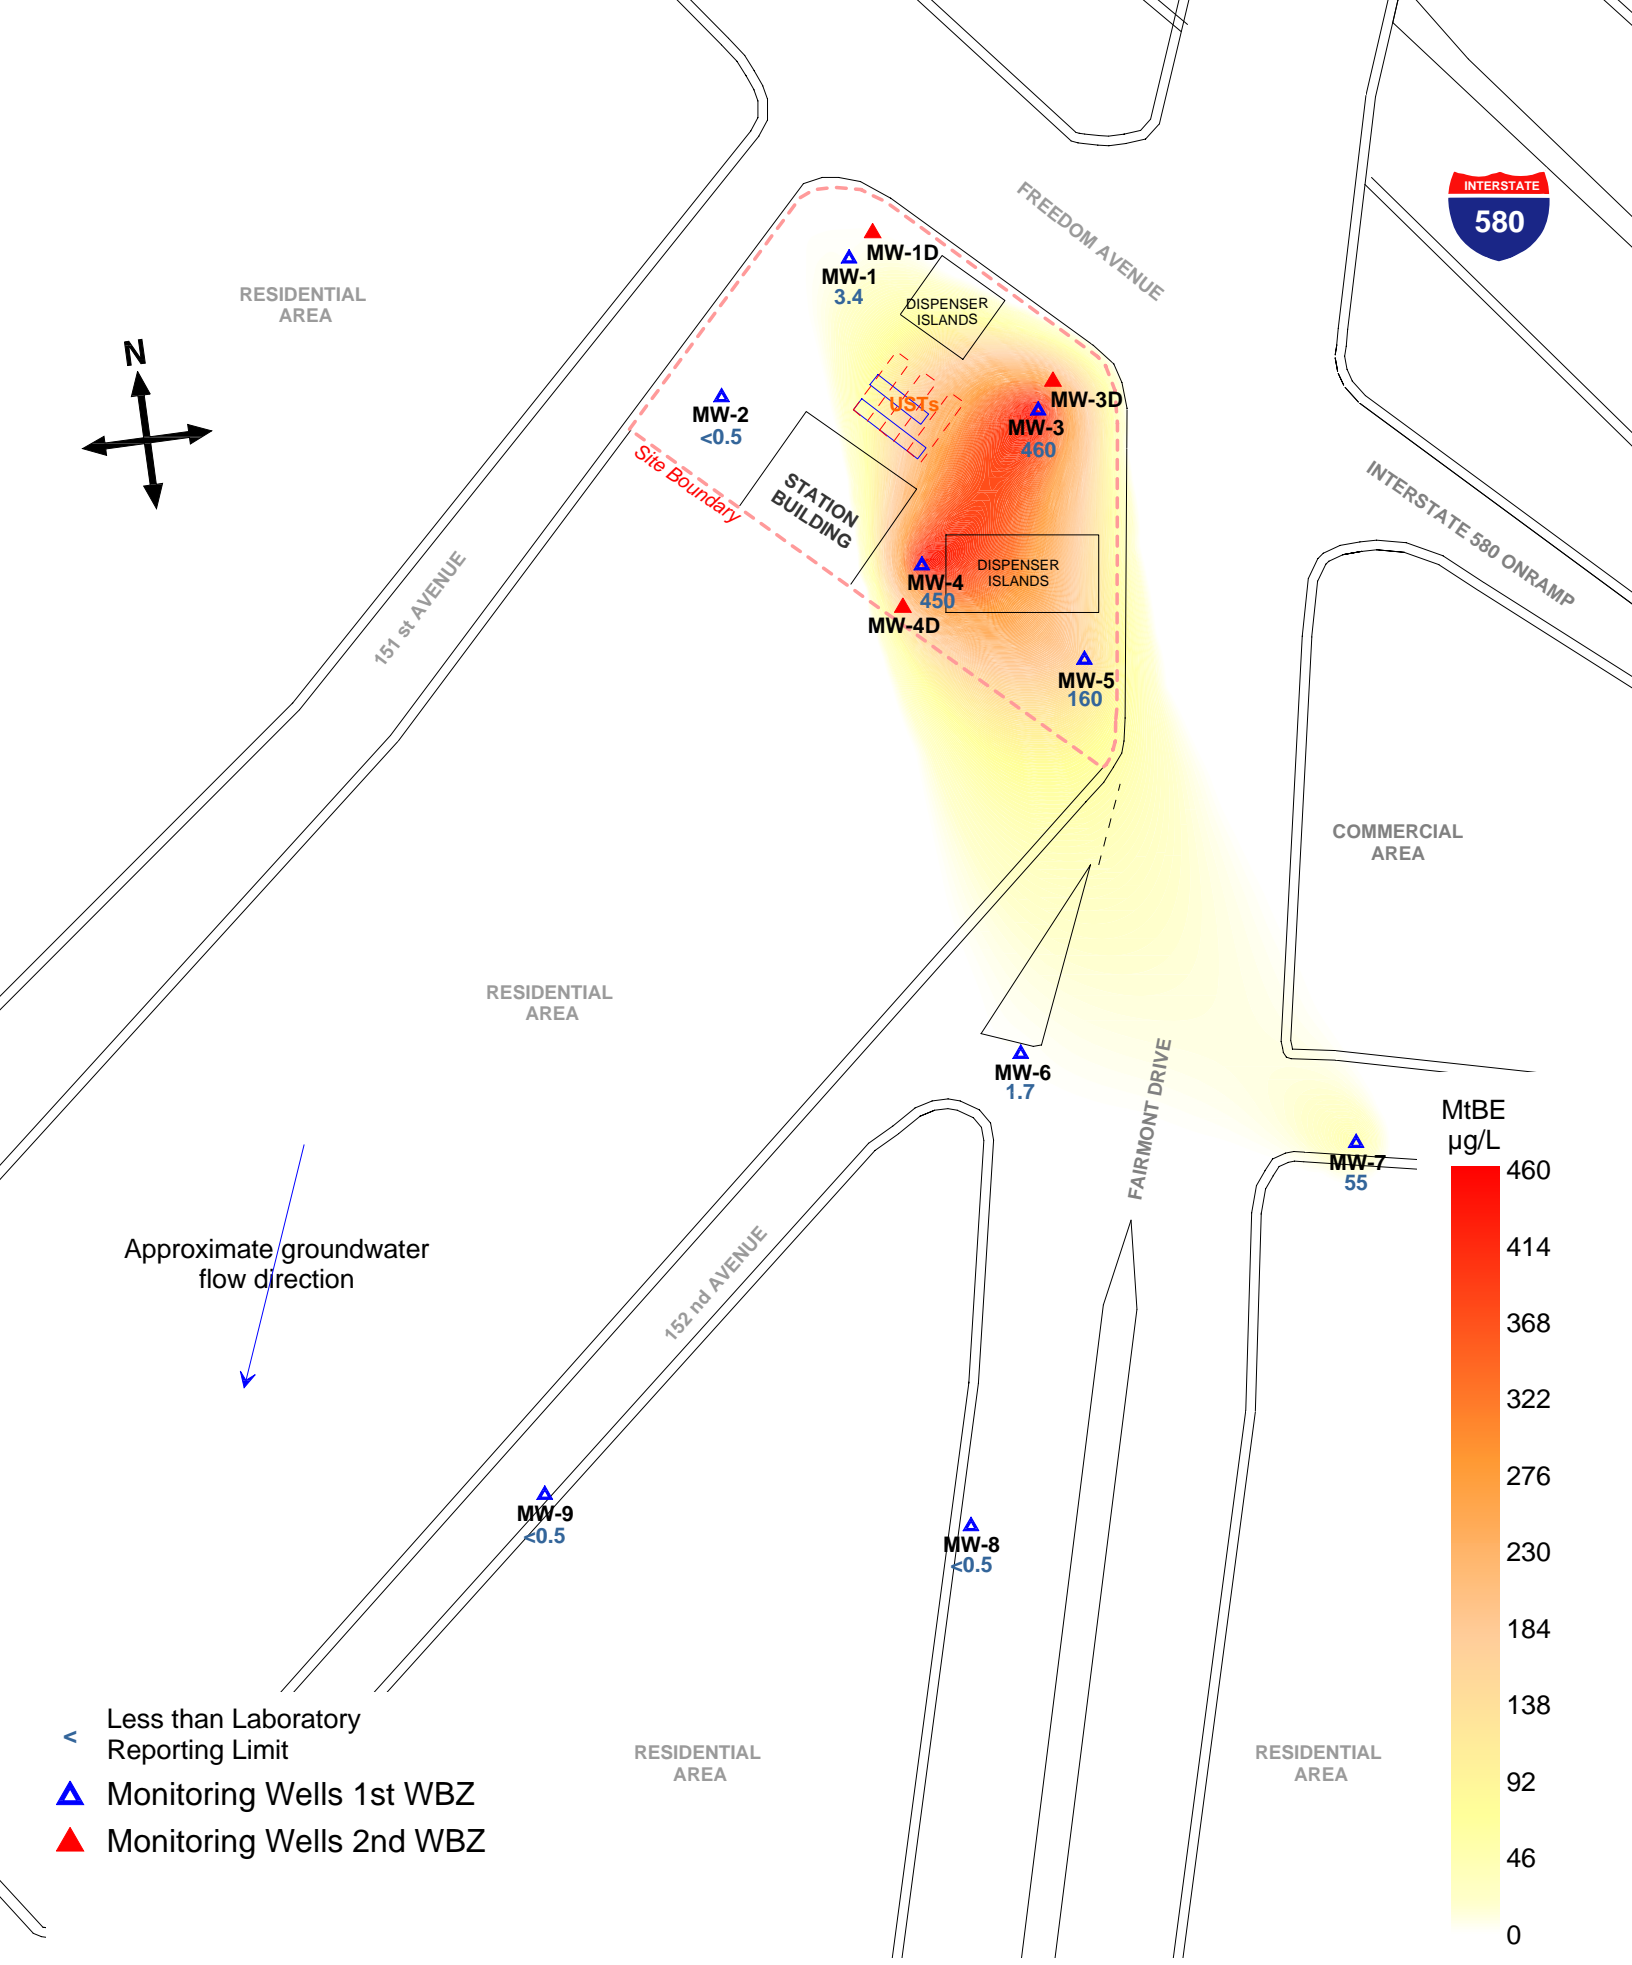 INTERSTATE
580
FREEDOM AVENUE
MW-1D
MW-1
3.4
DISPENSER
ISLANDS
RESIDENTIAL
AREA
N
MW-2
<0.5
USTs
MW-3D
MW-3
460
Site Boundary
STATION
BUILDING
INTERSTATE 580 ONRAMP
DISPENSER
ISLANDS
MW-4
450
MW-4D
151 st AVENUE
MW-5
160
COMMERCIAL
AREA
RESIDENTIAL
AREA
MW-6
1.7
FAIRMONT DRIVE
MW-7
55
MtBE
µg/L
460
414
368
322
276
230
184
138
92
46
0
Approximate groundwater
flow direction
152 nd AVENUE
MW-9
<0.5
MW-8
<0.5
RESIDENTIAL
AREA
RESIDENTIAL
AREA
< Less than Laboratory
Reporting Limit
Monitoring Wells 1st WBZ
Monitoring Wells 2nd WBZ